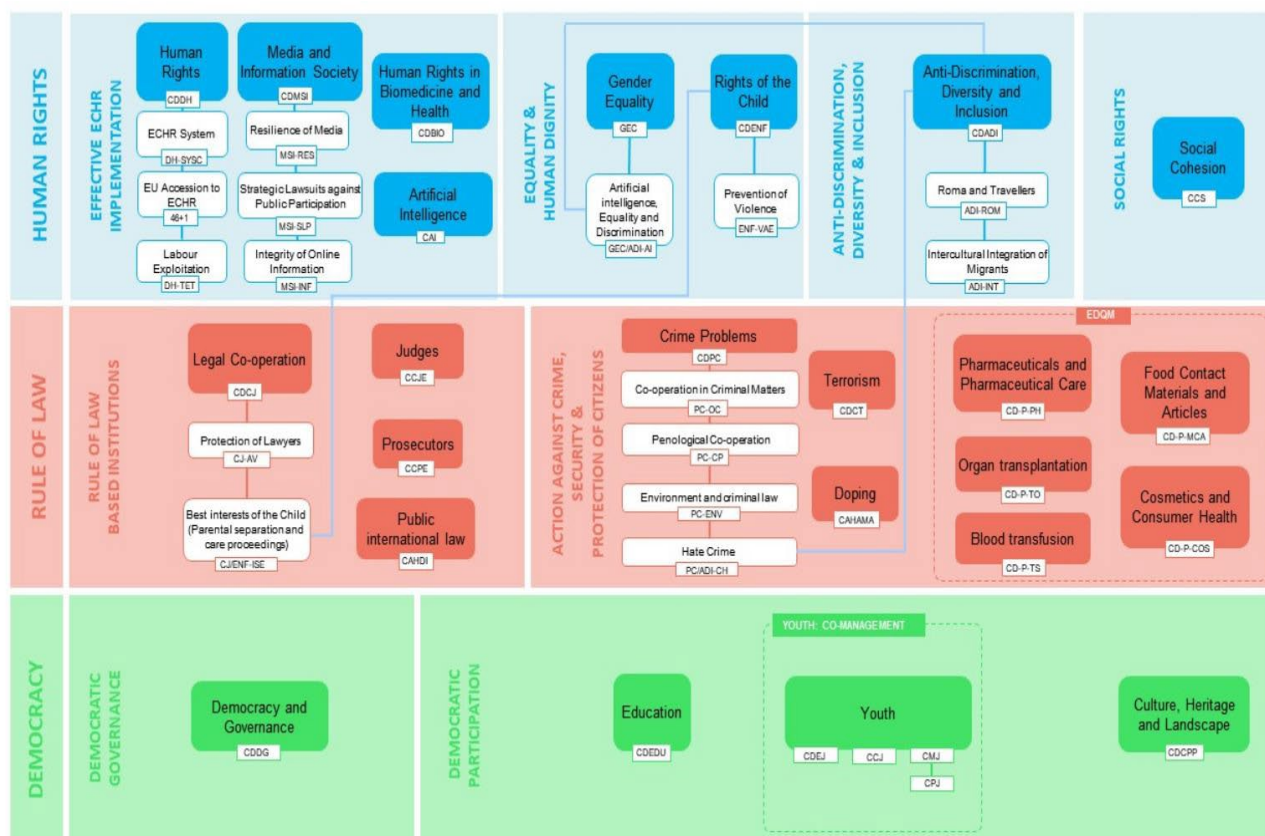 HUMAN RIGHTS
EFFECTIVE ECHR
IMPLEMENTATION
Human
Rights
CDDH
ECHR System
DH-SYSC
EU Accession to
ECHR
46+1
Labour
Exploitation
DH-TET
Media and
Information Society
CDMSI
Resilience of Media
MSI-RES
Strategic Lawsuits against
Public Participation
MSI-SLP
Integrity of Online
Information
MSI-INF
Human Rights in
Biomedicine and
Health
CDBIO
Artificial
Intelligence
CAI
EQUALITY &
HUMAN DIGNITY
Gender
Equality
GEC
Artificial
intelligence,
Equality and
Discrimination
GEC/ADI-AI
Rights of the
Child
CDENF
Prevention of
Violence
ENF-VAE
ANTI-DISCRIMINATION,
DIVERSITY & INCLUSION
Anti-Discrimination,
Diversity and
Inclusion
CDADI
Roma and Travellers
ADI-ROM
Intercultural Integration of
Migrants
ADI-INT
SOCIAL RIGHTS
Social
Cohesion
CCS
RULE OF LAW
RULE OF LAW
BASED INSTITUTIONS
Legal Co-operation
CDCJ
Protection of Lawyers
CJ-AV
Best interests of the Child
(Parental separation and
care proceedings)
CJ/ENF-ISE
Judges
CCJE
Prosecutors
CCPE
Public
international law
CAHDI
ACTION AGAINST CRIME,
SECURITY &
PROTECTION OF CITIZENS
Crime Problems
CDPC
Co-operation in Criminal Matters
PC-OC
Penological Co-operation
PC-CP
Environment and criminal law
PC-ENV
Hate Crime
PC/ADI-CH
Terrorism
CDCT
Doping
CAHAMA
EDQM
Pharmaceuticals and
Pharmaceutical Care
CD-P-PH
Organ transplantation
CD-P-TO
Blood transfusion
CD-P-TS
Food Contact
Materials and
Articles
CD-P-MCA
Cosmetics and
Consumer Health
CD-P-COS
DEMOCRACY
DEMOCRATIC
GOVERNANCE
Democracy and
Governance
CDDG
DEMOCRATIC
PARTICIPATION
Education
CDEDU
YOUTH: CO-MANAGEMENT
Youth
CDEJ
CCJ
CMJ
CPJ
Culture, Heritage
and Landscape
CDCPP